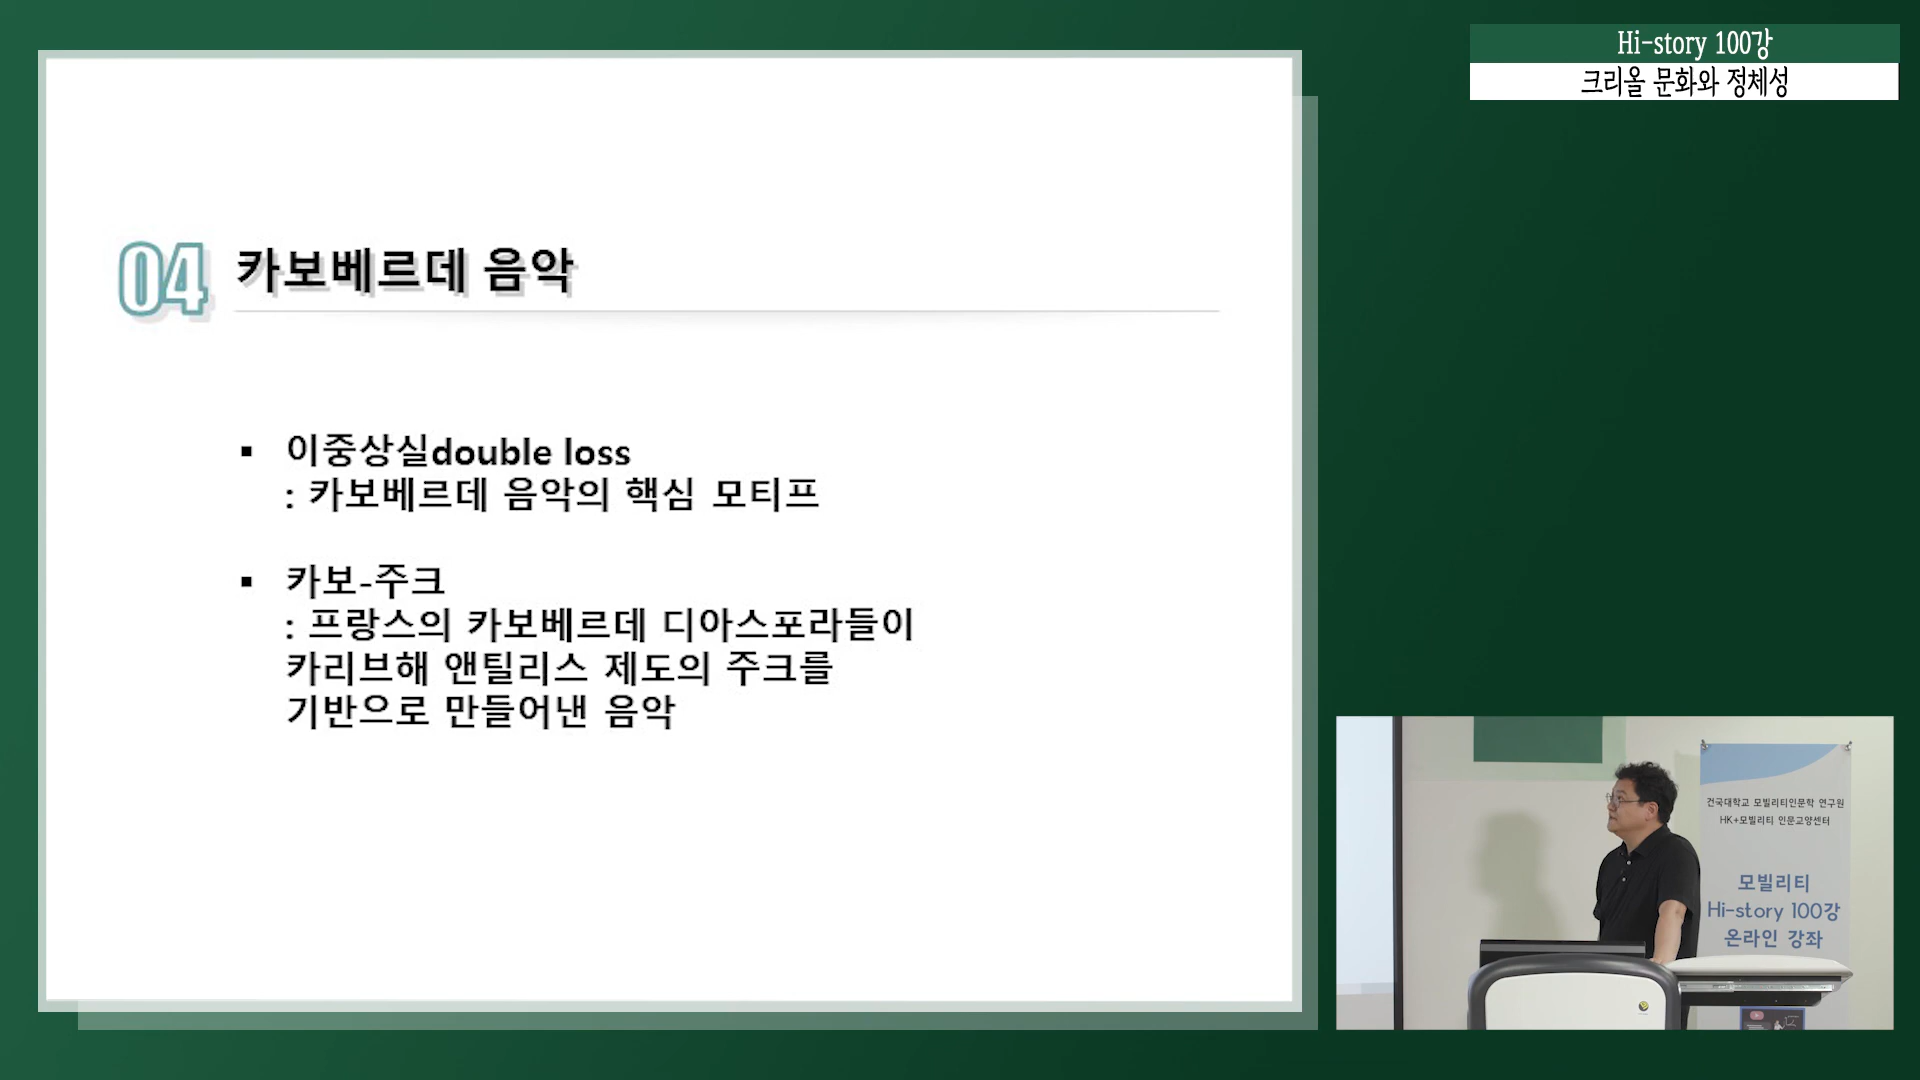 Hi-story 100강
크리올 문화와 정체성
04 카보베르데 음악
▪ 이중상실double loss
: 카보베르데 음악의 핵심 모티프
▪ 카보-주크
: 프랑스의 카보베르데 디아스포라들이
카리브해 앤틸리스 제도의 주크를
기반으로 만들어낸 음악
건국대학교 모빌리티인문학 연구원
HK+모빌리티 인문교양센터
모빌리티
Hi-story 100강
온라인 강좌